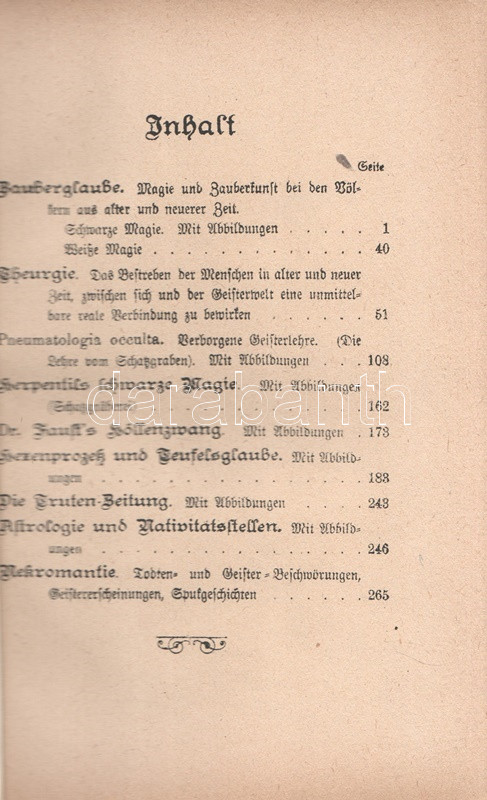 Inhalt
Seite
Zauberglaube. Magie und Zauberkunst bei den Völ-
kern aus alter und neuerer Zeit.
Schwarze Magie. Mit Abbildungen . . . . . 1
Weiße Magie . . . . . . . . . . . . 40
Theurgie. Das Bestreben der Menschen in alter und neuer
Zeit, zwischen sich und der Geisterwelt eine unmittel-
bare reale Verbindung zu bewirken . . . . . . 51
Pneumatologia occulta. Verborgene Geisterlehre. (Die
Lehre vom Schatzgraben). Mit Abbildungen . . . 108
Herpentils schwarze Magie. Mit Abbildungen
. . . . . . . . . . 162
Dr. Faust's Höllenzwang. Mit Abbildungen . 173
Hexenprozeß und Teufelsglaube. Mit Abbild-
ungen . . . . . . . . . . . . . . . 183
Die Truten-Zeitung. Mit Abbildungen . . . . . 243
Astrologie und Nativitätsstellen. Mit Abbild-
ungen . . . . . . . . . . . . . . 246
Nekromantie. Todten- und Geister-Beschwörungen,
Geistererscheinungen, Spukgeschichten . . . . . 265
darabanth